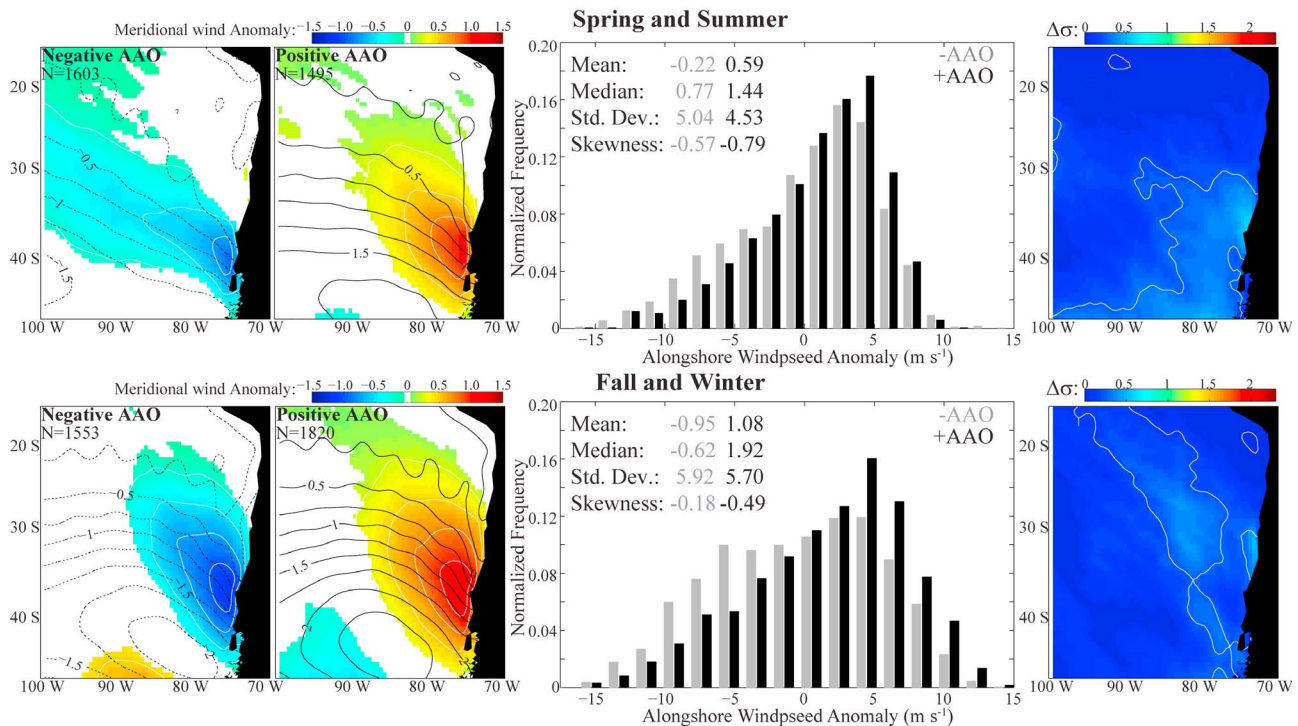 Spring and Summer
Meridional wind Anomaly: −1.5 −1.0 −0.5 0 0.5 1.0 1.5
Negative AAO
N=1603
Positive AAO
N=1495
20 S
30 S
40 S
−0.5
−1
−1.5
0.5
1.5
100 W 90 W 80 W 70 W 90 W 80 W 70 W
Normalized Frequency
0.20
0.16
0.12
0.08
0.04
0
Mean: -0.22 0.59
Median: 0.77 1.44
Std. Dev.: 5.04 4.53
Skewness: -0.57 -0.79
-AAO
+AAO
−15 −10 −5 0 5 10 15
Alongshore Windpseed Anomaly (m s-1)
Δσ: 0 0.5 1 1.5 2
20 S
30 S
40 S
100 W 90 W 80 W 70 W
Fall and Winter
Meridional wind Anomaly: −1.5 −1.0 −0.5 0 0.5 1.0 1.5
Negative AAO
N=1553
Positive AAO
N=1820
20 S
30 S
40 S
−0.5
−1
−1.5
−1.5
−2
0.5
1
1.5
2
100 W 90 W 80 W 70 W 90 W 80 W 70 W
Normalized Frequency
0.20
0.16
0.12
0.08
0.04
0
Mean: -0.95 1.08
Median: -0.62 1.92
Std. Dev.: 5.92 5.70
Skewness: -0.18 -0.49
-AAO
+AAO
−15 −10 −5 0 5 10 15
Alongshore Windpseed Anomaly (m s-1)
Δσ: 0 0.5 1 1.5 2
20 S
30 S
40 S
100 W 90 W 80 W 70 W